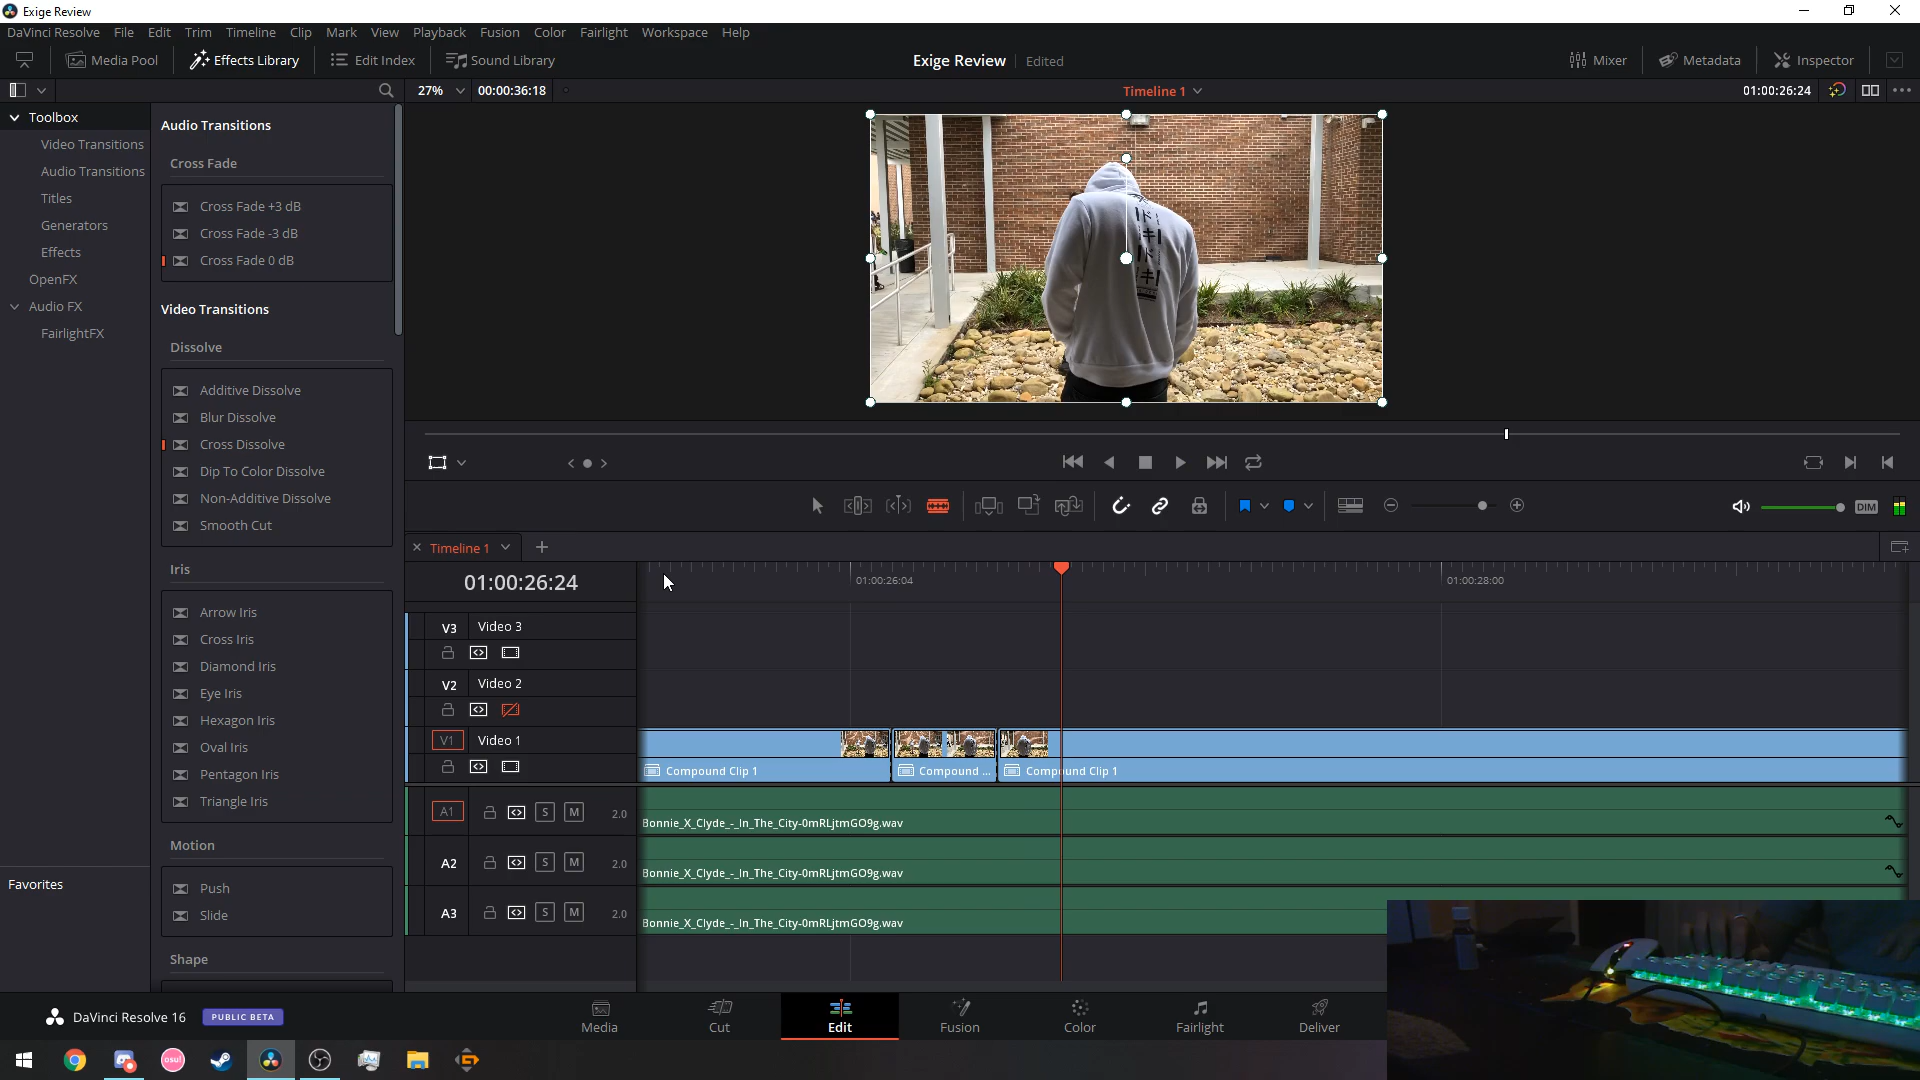 Exige Review
DaVinci Resolve File Edit Trim Timeline Clip Mark View Playback Fusion Color Fairlight Workspace Help
Media Pool Effects Library Edit Index Sound Library Exige Review Edited Mixer Metadata Inspector
27% 00:00:36:18 Timeline 1 01:00:26:24
Toolbox
Video Transitions
Audio Transitions
Titles
Generators
Effects
OpenFX
Audio FX
FairlightFX
Favorites
Audio Transitions
Cross Fade
Cross Fade +3 dB
Cross Fade -3 dB
Cross Fade 0 dB
Video Transitions
Dissolve
Additive Dissolve
Blur Dissolve
Cross Dissolve
Dip To Color Dissolve
Non-Additive Dissolve
Smooth Cut
Iris
Arrow Iris
Cross Iris
Diamond Iris
Eye Iris
Hexagon Iris
Oval Iris
Pentagon Iris
Triangle Iris
Motion
Push
Slide
Shape
ドキドキ
DIM
Timeline 1
01:00:26:24
01:00:26:04 01:00:28:00
V3 Video 3
V2 Video 2
V1 Video 1
Compound Clip 1 Compound ... Compound Clip 1
A1 S M 2.0
Bonnie_X_Clyde_-_In_The_City-0mRLjtmGO9g.wav
A2 S M 2.0
Bonnie_X_Clyde_-_In_The_City-0mRLjtmGO9g.wav
A3 S M 2.0
Bonnie_X_Clyde_-_In_The_City-0mRLjtmGO9g.wav
DaVinci Resolve 16 PUBLIC BETA
Media Cut Edit Fusion Color Fairlight Deliver
osu!